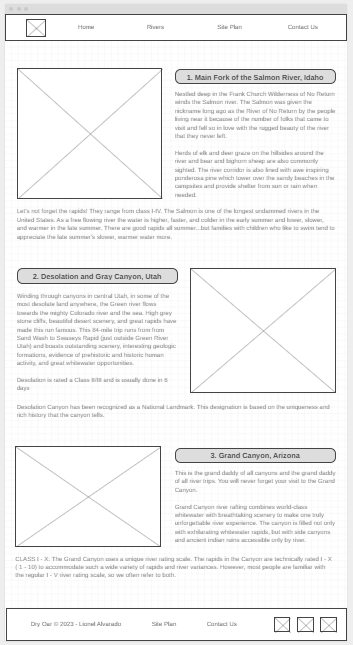 Home Rivers Site Plan Contact Us
1. Main Fork of the Salmon River, Idaho
Nestled deep in the Frank Church Wilderness of No Return
winds the Salmon river. The Salmon was given the
nickname long ago as the River of No Return by the people
living near it because of the number of folks that came to
visit and fell so in love with the rugged beauty of the river
that they never left.
Herds of elk and deer graze on the hillsides around the
river and bear and bighorn sheep are also commonly
sighted. The river corridor is also lined with awe inspiring
ponderosa pine which tower over the sandy beaches in the
campsites and provide shelter from sun or rain when
needed.
Let's not forget the rapids! They range from class I-IV. The Salmon is one of the longest undammed rivers in the
United States. As a free flowing river the water is higher, faster, and colder in the early summer and lower, slower,
and warmer in the late summer. There are good rapids all summer...but families with children who like to swim tend to
appreciate the late summer's slower, warmer water more.
2. Desolation and Gray Canyon, Utah
Winding through canyons in central Utah, in some of the
most desolate land anywhere, the Green river flows
towards the mighty Colorado river and the sea. High grey
stone cliffs, beautiful desert scenery, and great rapids have
made this run famous. This 84-mile trip runs from from
Sand Wash to Swaseys Rapid (just outside Green River
Utah) and boasts outstanding scenery, interesting geologic
formations, evidence of prehistoric and historic human
activity, and great whitewater opportunities.
Desolation is rated a Class II/III and is usually done in 6
days
Desolation Canyon has been recognized as a National Landmark. This designation is based on the uniqueness and
rich history that the canyon tells.
3. Grand Canyon, Arizona
This is the grand daddy of all canyons and the grand daddy
of all river trips. You will never forget your visit to the Grand
Canyon.
Grand Canyon river rafting combines world-class
whitewater with breathtaking scenery to make one truly
unforgettable river experience. The canyon is filled not only
with exhilerating whitewater rapids, but with side canyons
and ancient indian ruins accessible only by river.
CLASS I - X. The Grand Canyon uses a unique river rating scale. The rapids in the Canyon are technically rated I - X
( 1 - 10) to accommodate such a wide variety of rapids and river variances. However, most people are familiar with
the regular I - V river rating scale, so we often refer to both.
Dry Oar © 2023 - Lionel Alvarado Site Plan Contact Us